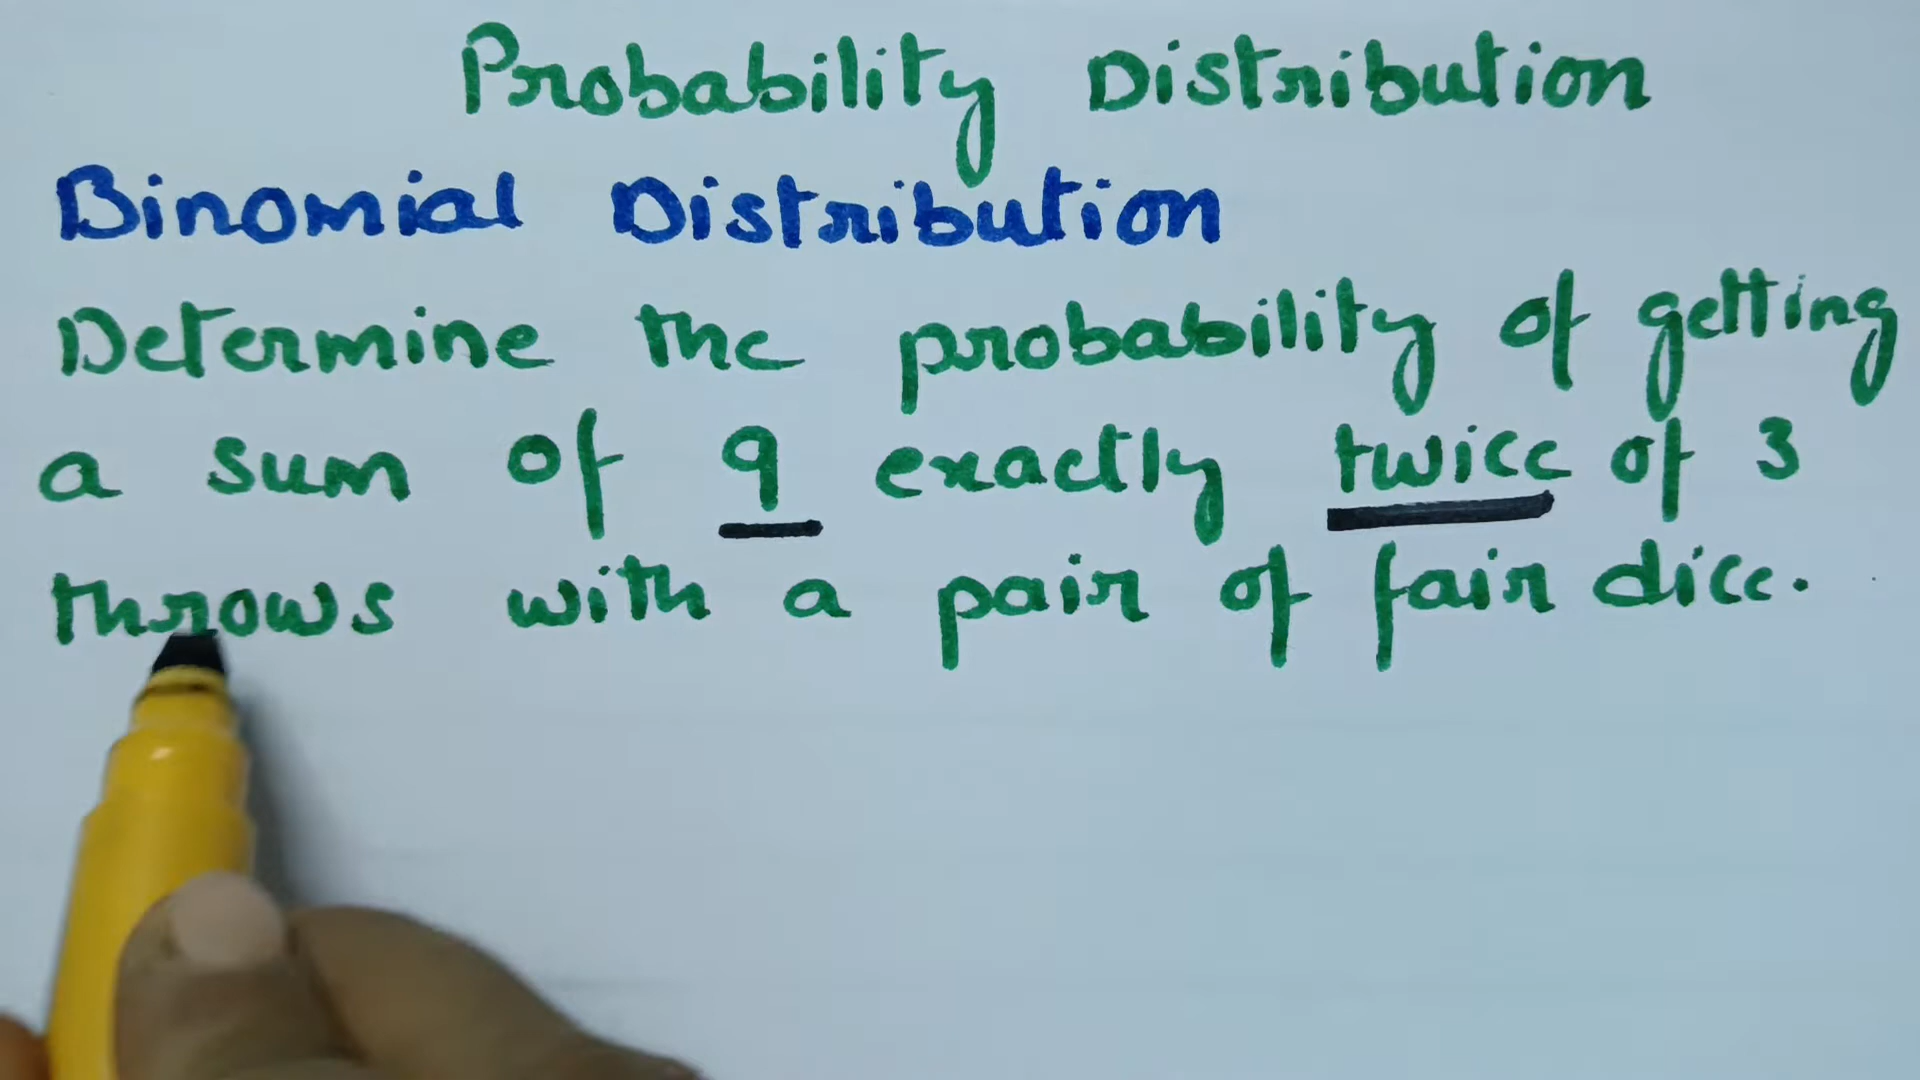 Probability Distribution
Binomial Distribution
Determine the probability of getting
a sum of 9 exactly twice of 3
throws with a pair of fair dice.